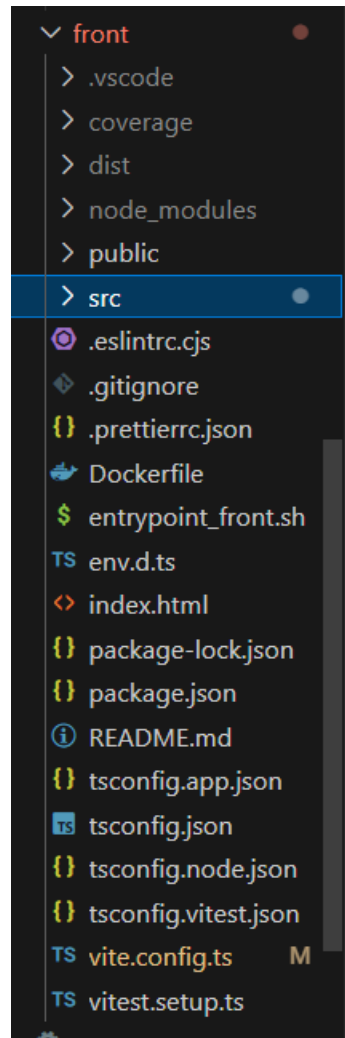 front
.vscode
coverage
dist
node_modules
public
src
.eslintrc.cjs
.gitignore
{} .prettierrc.json
Dockerfile
$ entrypoint_front.sh
TS env.d.ts
<> index.html
{} package-lock.json
{} package.json
README.md
{} tsconfig.app.json
TS tsconfig.json
{} tsconfig.node.json
{} tsconfig.vitest.json
TS vite.config.ts M
TS vitest.setup.ts